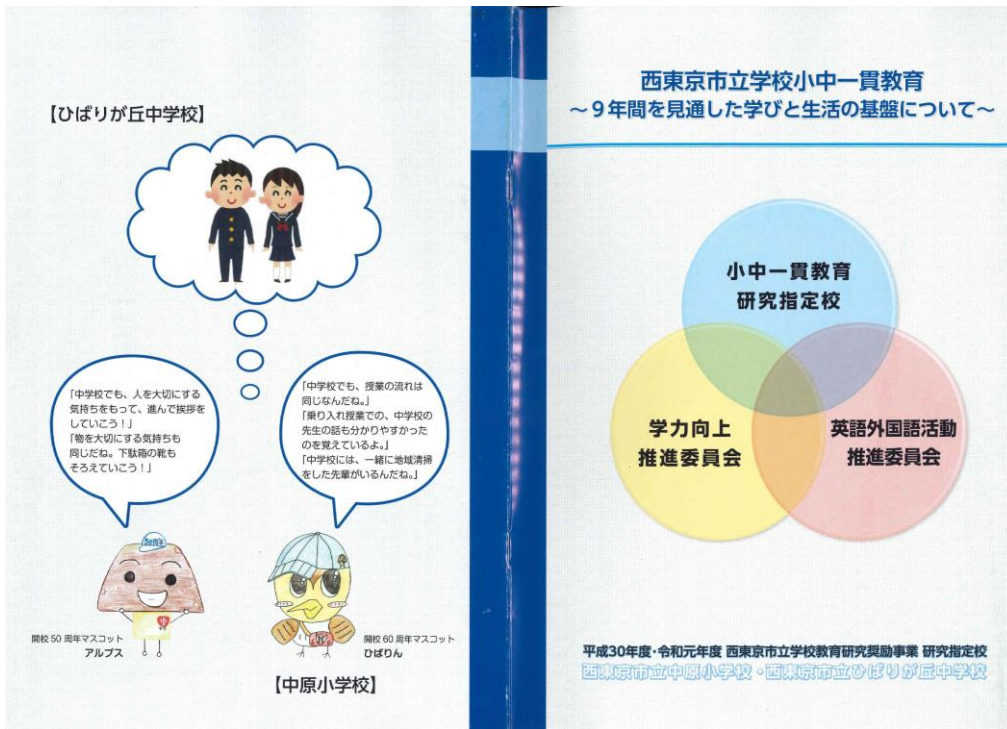 【ひばりが丘中学校】
「中学校でも、人を大切にする
気持ちをもって、進んで挨拶を
していこう！」
「物を大切にする気持ちも
同じだね。下駄箱の靴も
そろえていこう！」
「中学校でも、授業の流れは
同じなんだね。」
「乗り入れ授業での、中学校の
先生の話も分かりやすかった
のを覚えているよ。」
「中学校には、一緒に地域清掃
をした先輩がいるんだね。」
開校50周年マスコット
アルプス
開校60周年マスコット
ひばりん
【中原小学校】
西東京市立学校小中一貫教育
～９年間を見通した学びと生活の基盤について～
小中一貫教育
研究指定校
学力向上
推進委員会
英語外国語活動
推進委員会
平成30年度・令和元年度 西東京市立学校教育研究奨励事業 研究指定校
西東京市立中原小学校・西東京市立ひばりが丘中学校